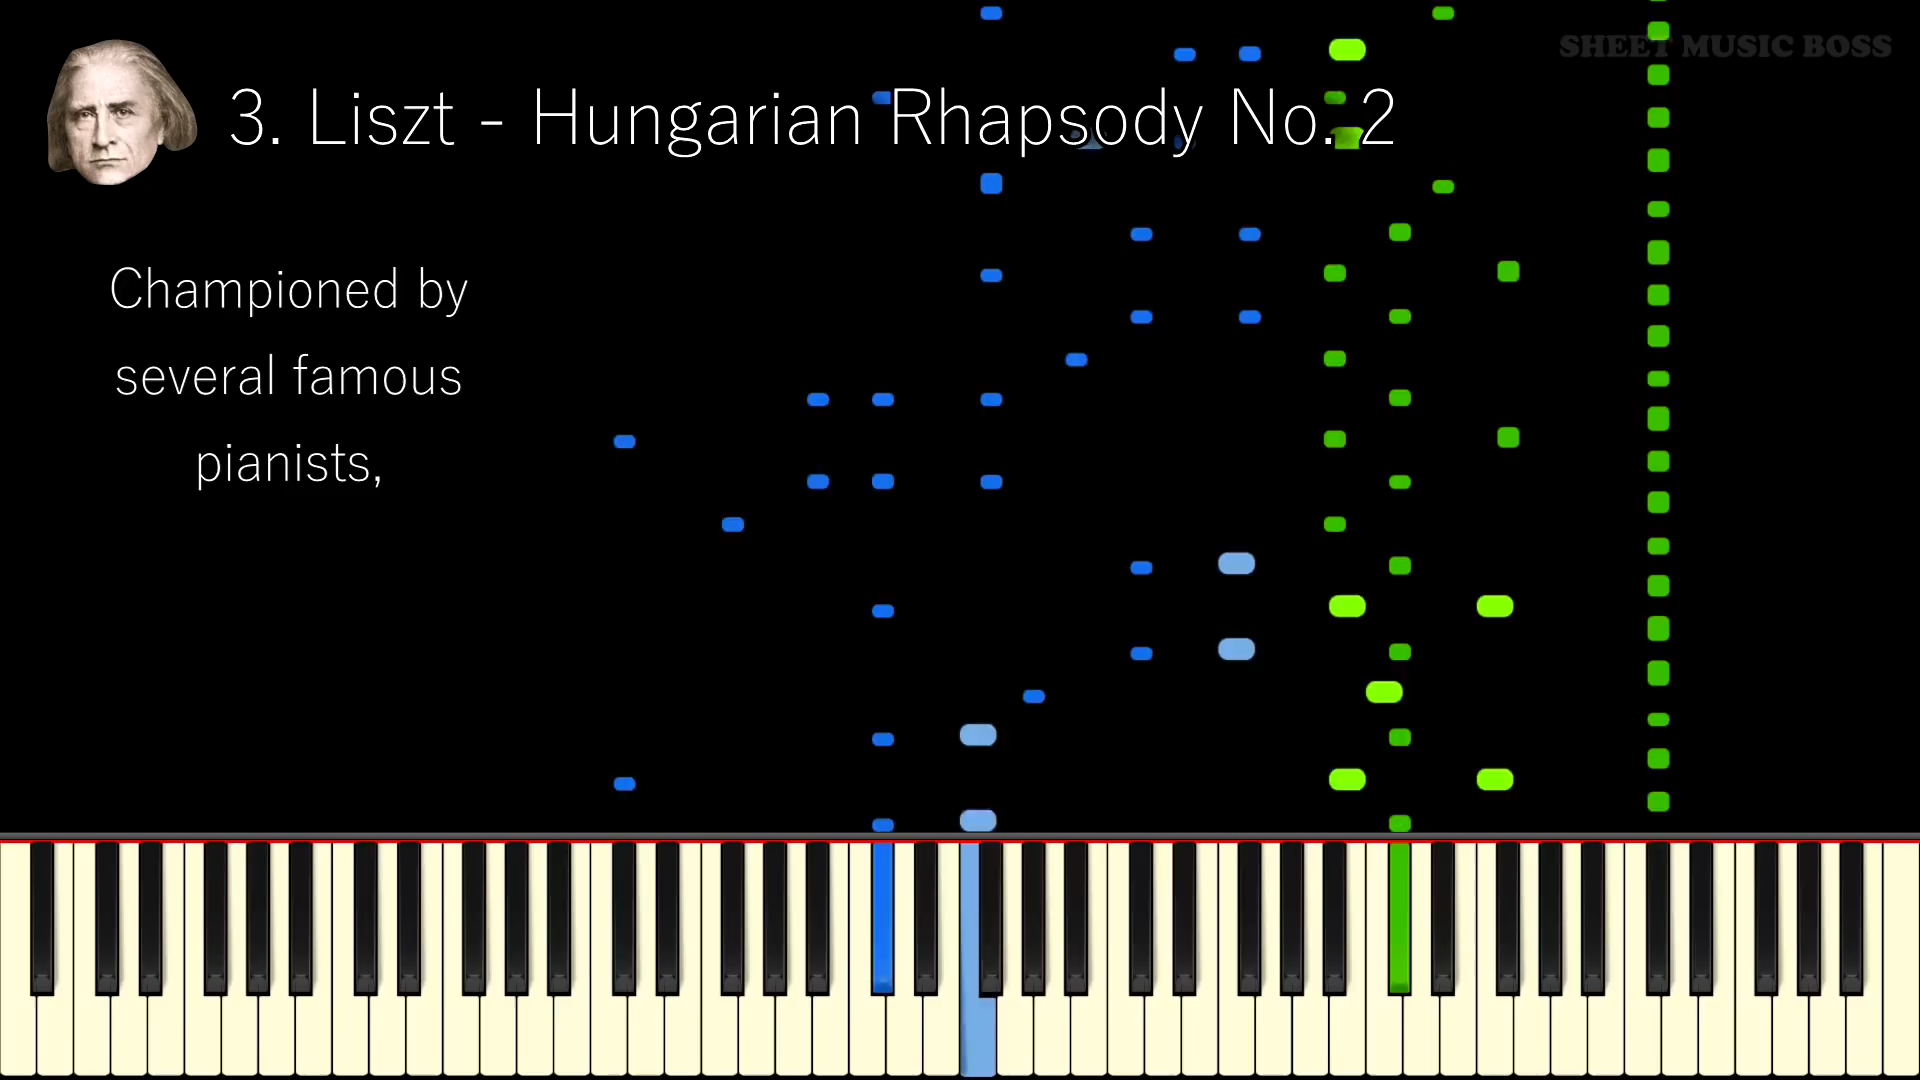 SHEET MUSIC BOSS
3. Liszt - Hungarian Rhapsody No. 2
Championed by
several famous
pianists,